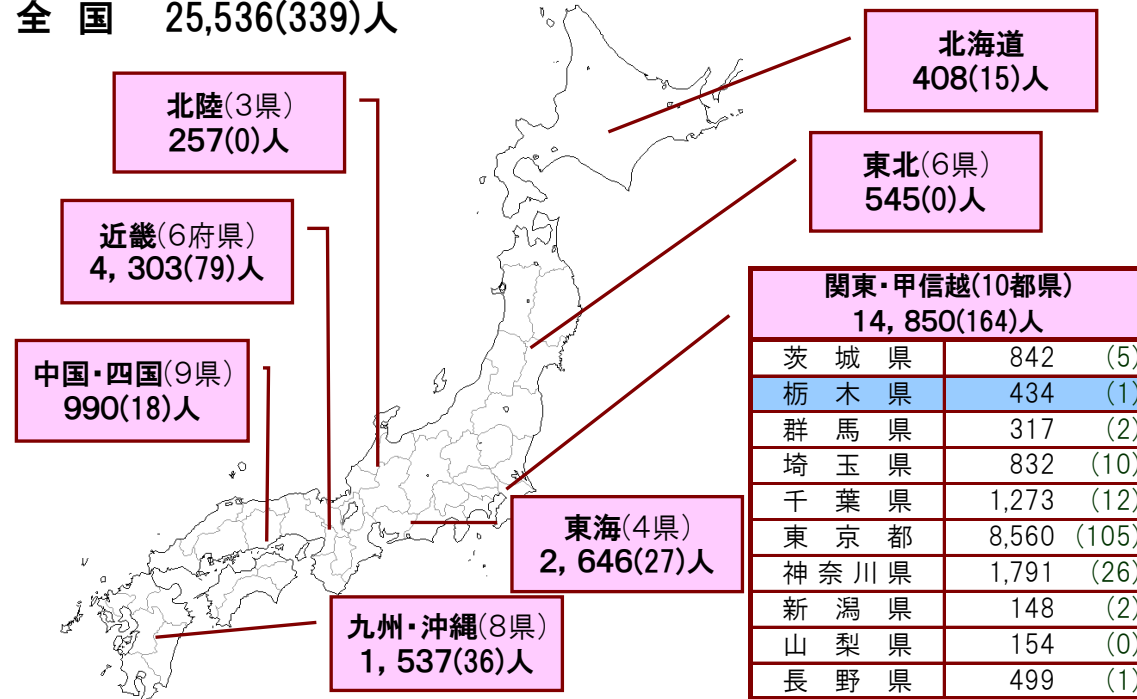 全 国 25,536(339)人
北海道
408(15)人
北陸(3県)
257(0)人
東北(6県)
545(0)人
近畿(6府県)
4, 303(79)人
中国・四国(9県)
990(18)人
関東・甲信越(10都県)
14, 850(164)人
茨 城 県 842 (5)
栃 木 県 434 (1)
群 馬 県 317 (2)
埼 玉 県 832 (10)
千 葉 県 1,273 (12)
東 京 都 8,560 (105)
神 奈 川 県 1,791 (26)
新 潟 県 148 (2)
山 梨 県 154 (0)
長 野 県 499 (1)
東海(4県)
2, 646(27)人
九州・沖縄(8県)
1, 537(36)人